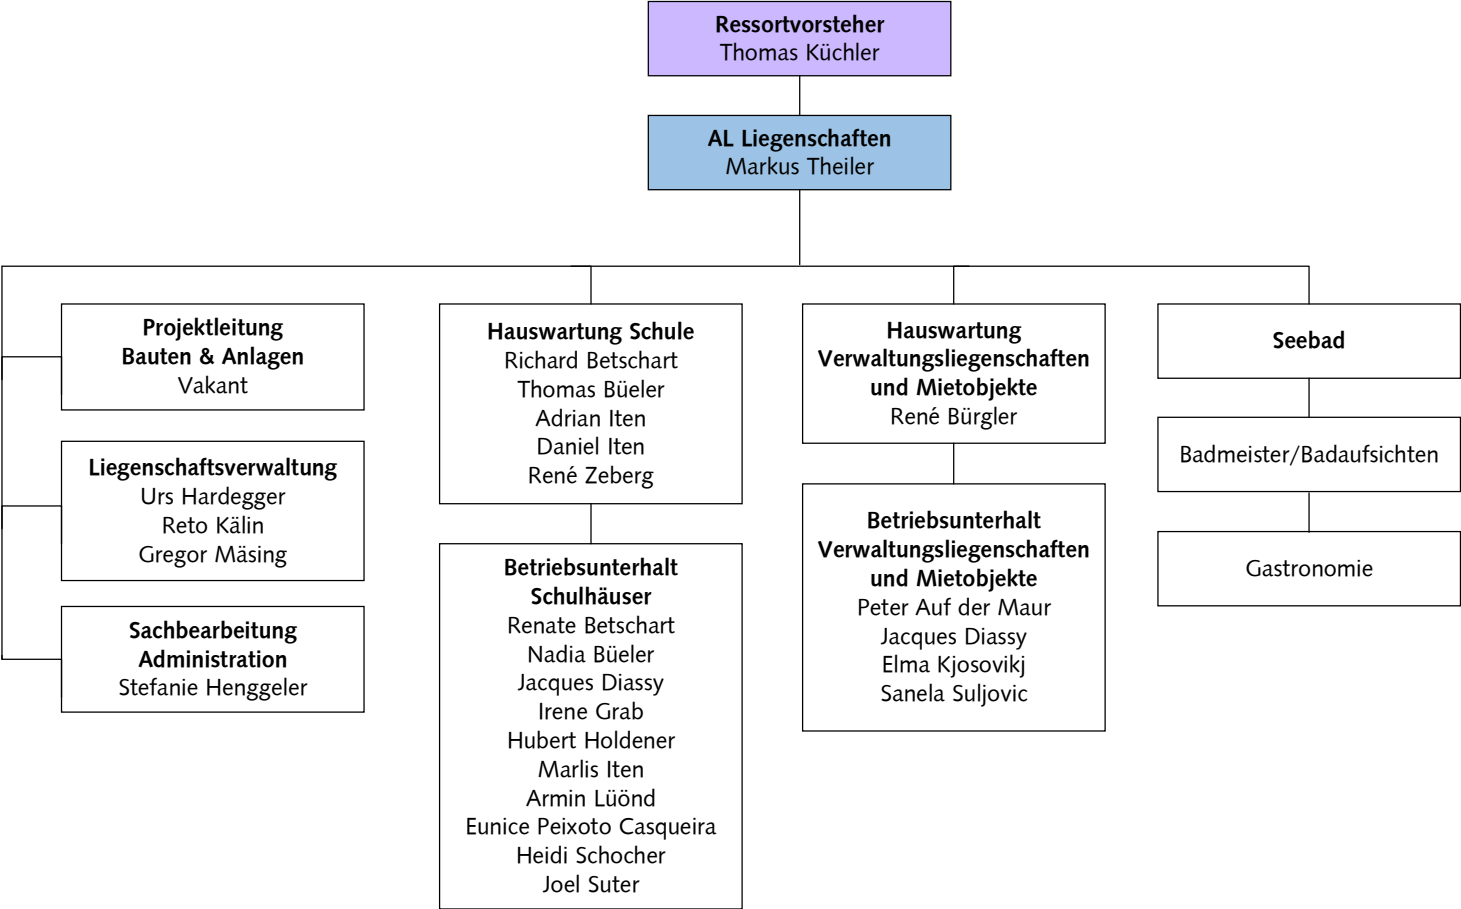 Ressortvorsteher
Thomas Küchler
AL Liegenschaften
Markus Theiler
Projektleitung
Bauten & Anlagen
Vakant
Liegenschaftsverwaltung
Urs Hardegger
Reto Kälin
Gregor Mäsing
Sachbearbeitung
Administration
Stefanie Henggeler
Hauswartung Schule
Richard Betschart
Thomas Büeler
Adrian Iten
Daniel Iten
René Zeberg
Betriebsunterhalt
Schulhäuser
Renate Betschart
Nadia Büeler
Jacques Diassy
Irene Grab
Hubert Holdener
Marlis Iten
Armin Lüönd
Eunice Peixoto Casqueira
Heidi Schocher
Joel Suter
Hauswartung
Verwaltungsliegenschaften
und Mietobjekte
René Bürgler
Betriebsunterhalt
Verwaltungsliegenschaften
und Mietobjekte
Peter Auf der Maur
Jacques Diassy
Elma Kjosovikj
Sanela Suljovic
Seebad
Badmeister/Badaufsichten
Gastronomie